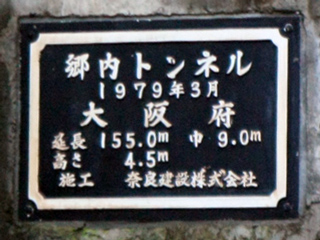 郷内トンネル
1979年3月
大阪府
延長 155.0m 巾 9.0m
高さ 4.5m
施工 奈良建設株式会社